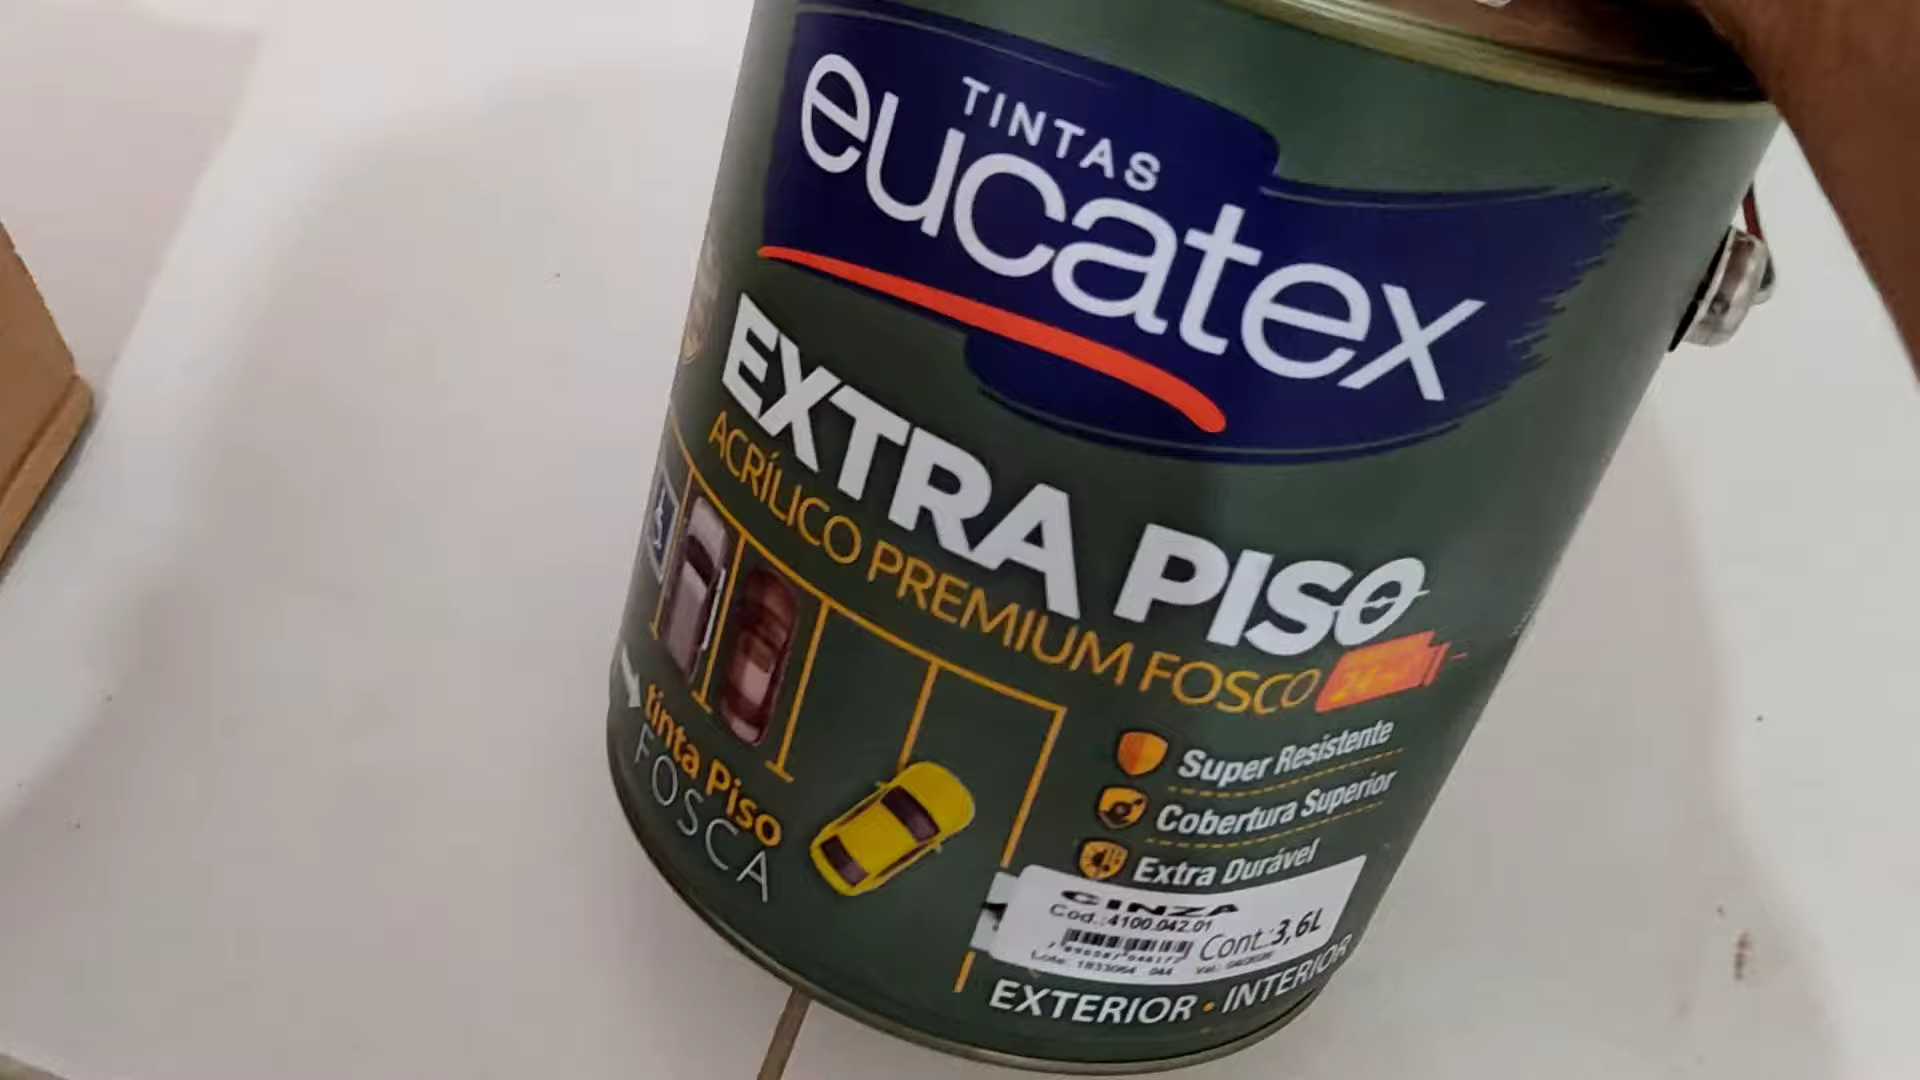 TINTAS
eucatex
EXTRA PISO
ACRÍLICO PREMIUM FOSCO
tinta Piso
FOSCA
Super Resistente
Cobertura Superior
Extra Durável
CINZA
Cod.:4100.042.01
Cont.:3,6L
EXTERIOR • INTERIOR